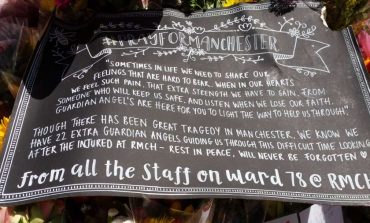 #PRAYFORMANCHESTER
"SOMETIMES IN LIFE WE NEED TO SHARE OUR
FEELINGS THAT ARE HARD TO BEAR. WHEN IN OUR HEARTS
WE FEEL SUCH PAIN, THAT EXTRA STRENGTH WE HAVE TO GAIN. FROM
SOMEONE WHO WILL KEEP US SAFE, AND LISTEN WHEN WE LOSE OUR FAITH.
GUARDIAN ANGEL'S ARE HERE FOR YOU TO LIGHT THE WAY TO HELP US THROUGH".
THOUGH THERE HAS BEEN GREAT TRAGEDY IN MANCHESTER, WE KNOW WE
HAVE 22 EXTRA GUARDIAN ANGELS GUIDING US THROUGH THIS DIFFICULT TIME LOOKING
AFTER THE INJURED AT RMCH - REST IN PEACE, WILL NEVER BE FORGOTTEN ♡
From all the Staff on Ward 78 @ RMCH